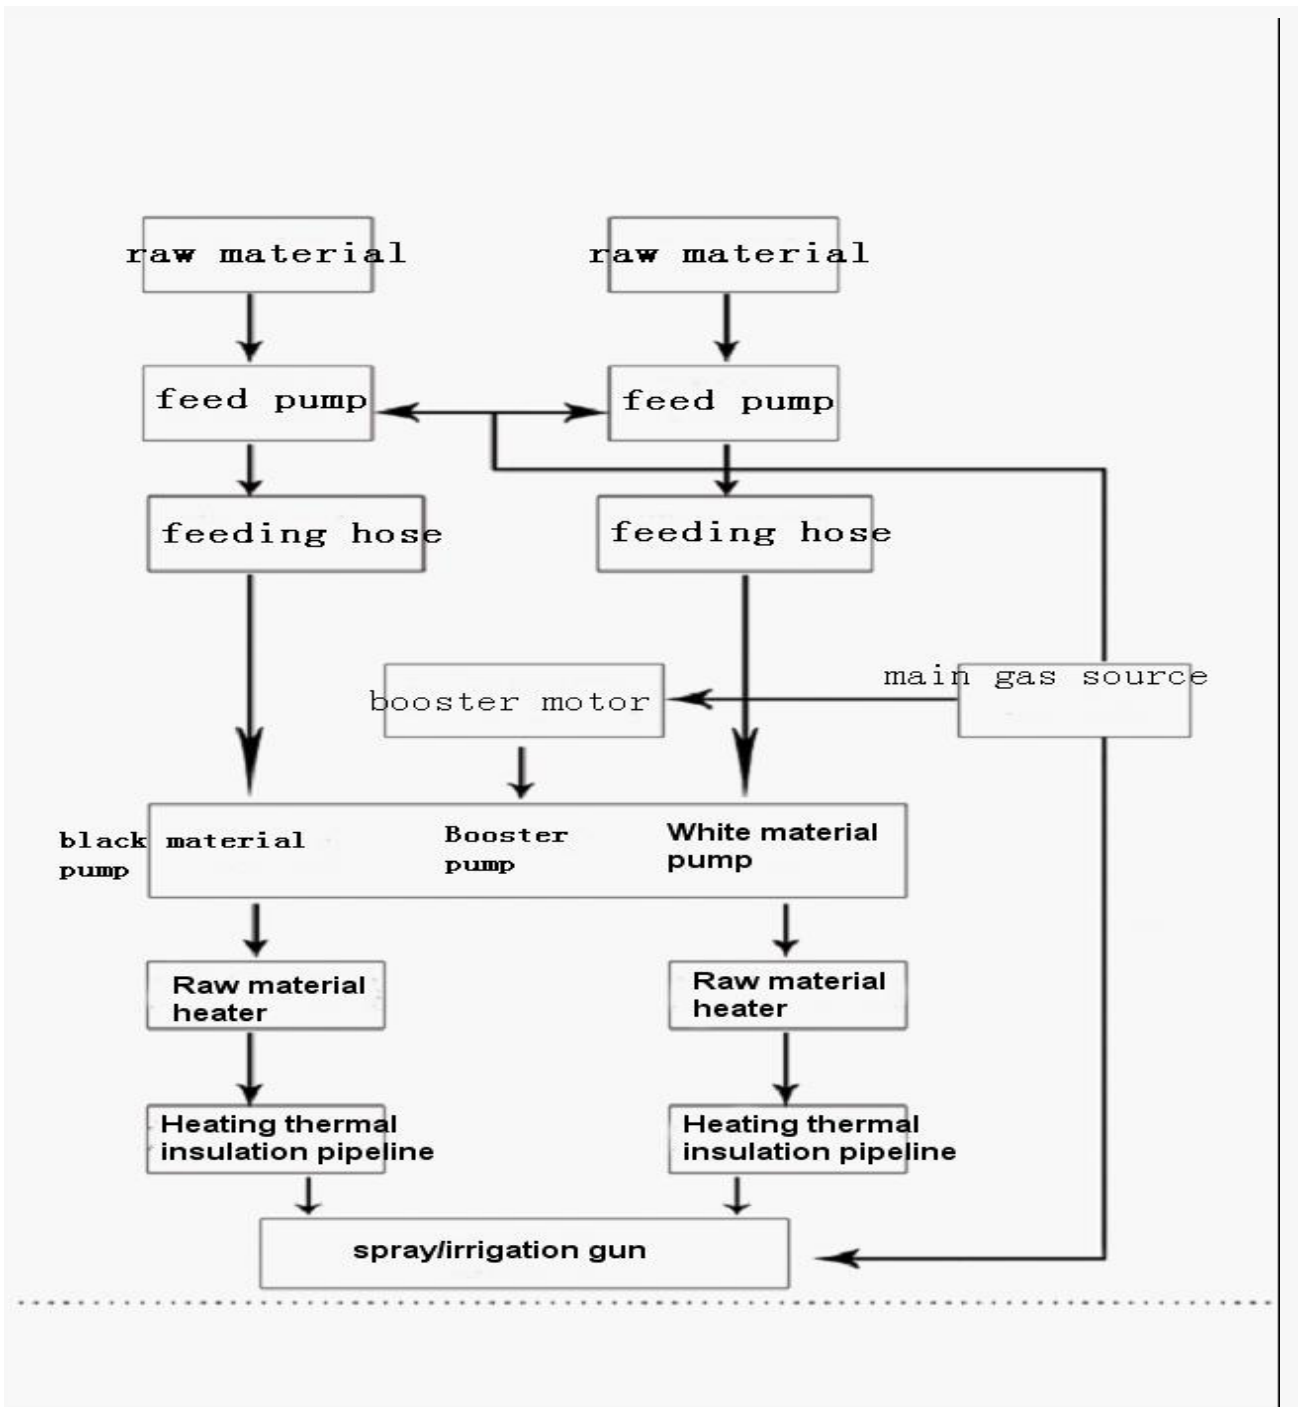 raw material
raw material
feed pump
feed pump
feeding hose
feeding hose
main gas source
booster motor
black material
pump
Booster
pump
White material
pump
Raw material
heater
Raw material
heater
Heating thermal
insulation pipeline
Heating thermal
insulation pipeline
spray/irrigation gun